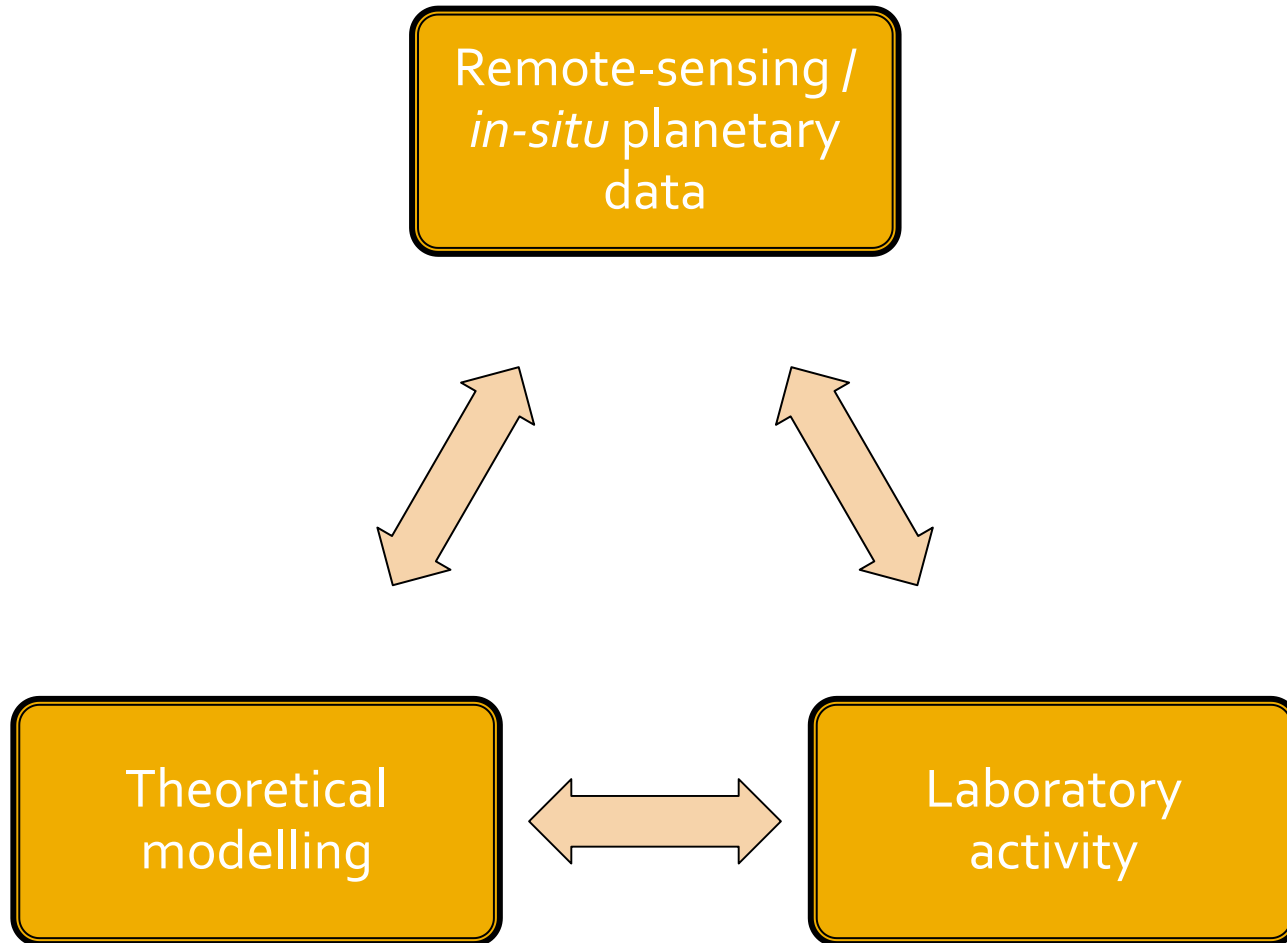 Remote-sensing /
in-situ planetary
data
Theoretical
modelling
Laboratory
activity